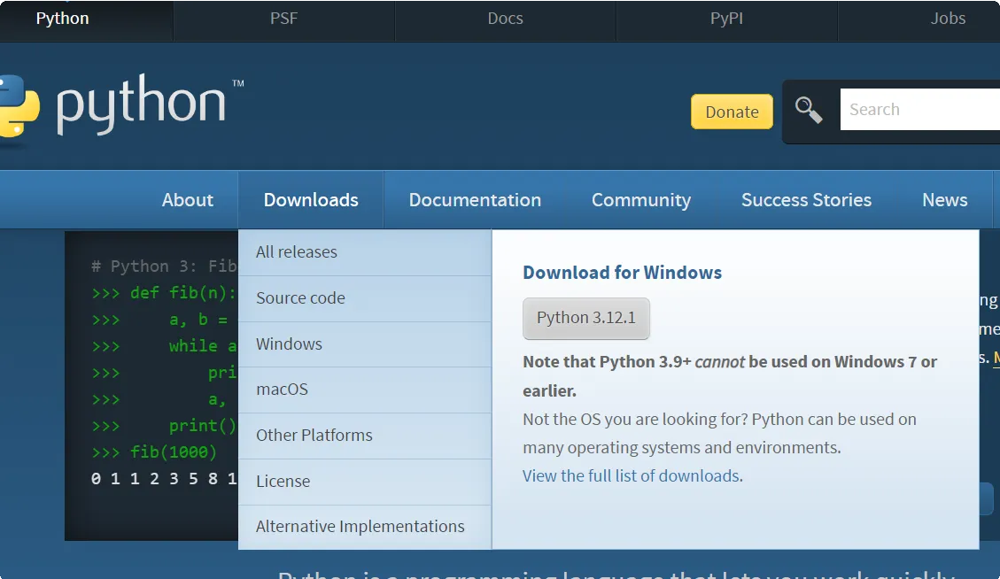 Python PSF Docs PyPI Jobs
python™
Donate
Search
About Downloads Documentation Community Success Stories News
# Python 3: Fib
>>> def fib(n):
>>> a, b =
>>> while a
>>> pri
>>> a,
>>> print()
>>> fib(1000)
0 1 1 2 3 5 8 1
All releases
Source code
Windows
macOS
Other Platforms
License
Alternative Implementations
Download for Windows
Python 3.12.1
Note that Python 3.9+ cannot be used on Windows 7 or
earlier.
Not the OS you are looking for? Python can be used on
many operating systems and environments.
View the full list of downloads.
ng
me
s.
Python is a programming language that lets you work quickly